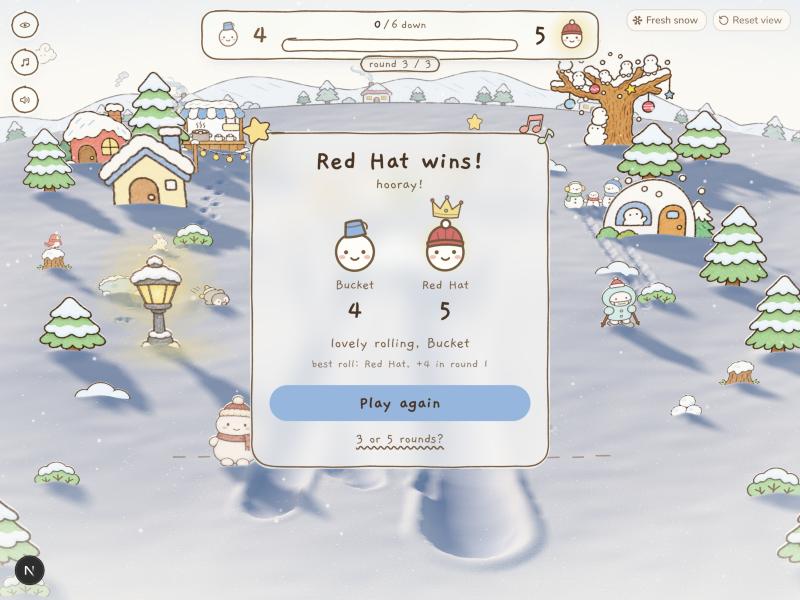 4
0/6 down
5
round 3 / 3
Fresh snow
Reset view
Red Hat wins!
hooray!
Bucket
Red Hat
4
5
lovely rolling, Bucket
best roll: Red Hat, +4 in round 1
Play again
3 or 5 rounds?
N